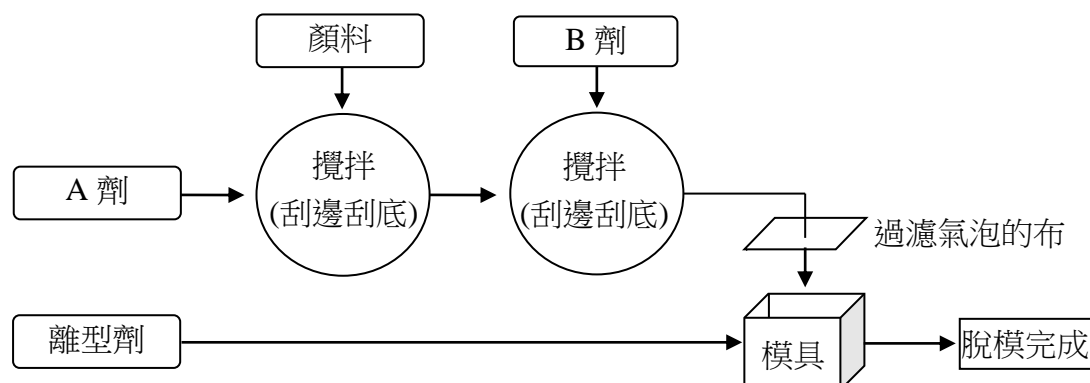 顏料
B 劑
A 劑
攪拌
(刮邊刮底)
攪拌
(刮邊刮底)
過濾氣泡的布
離型劑
模具
脫模完成